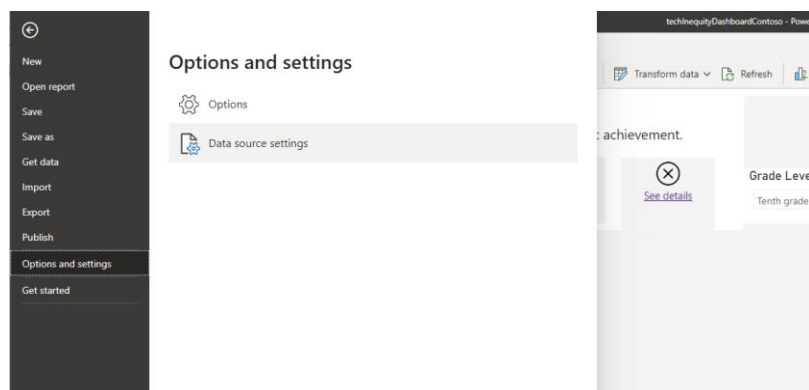 New
Open report
Save
Save as
Get data
Import
Export
Publish
Options and settings
Get started
Options and settings
Options
Data source settings
techInequityDashboardContoso - Powe
Transform data
Refresh
: achievement.
See details
Grade Leve
Tenth grade